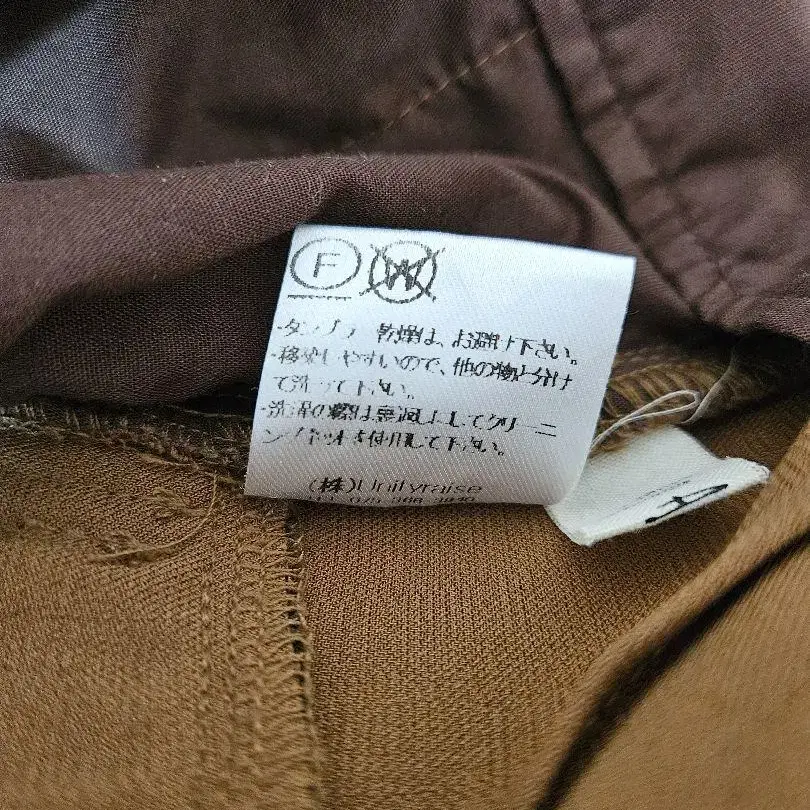 F W
・タンブラー乾燥は、お避け下さい。
・移染しやすいので、他の物と分け
て洗って下さい。
・洗濯の際は裏返しにしてクリーニ
ングネットを使用して下さい。
(株)Unityraise